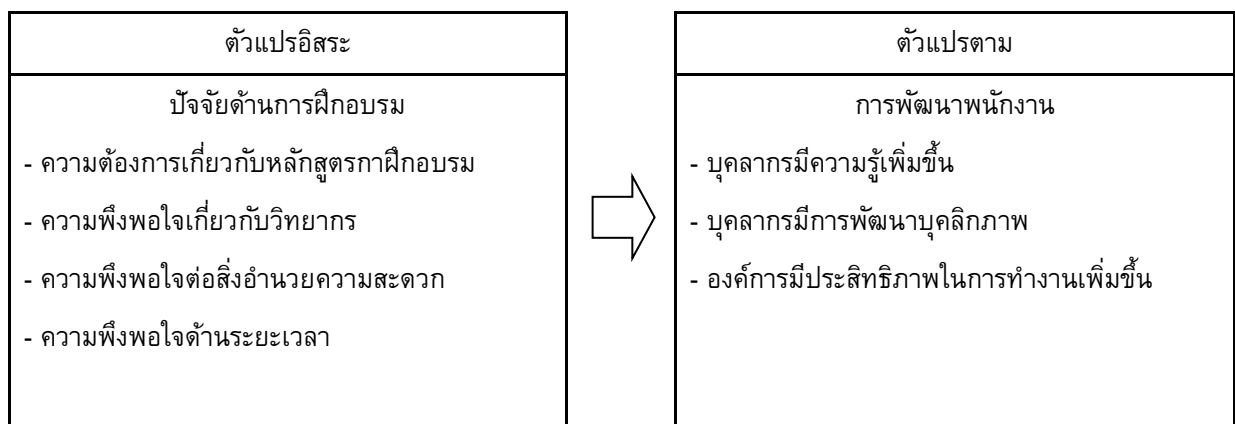 ตัวแปรอิสระ
ปัจจัยด้านการฝึกอบรม
- ความต้องการเกี่ยวกับหลักสูตรกาฝึกอบรม
- ความพึงพอใจเกี่ยวกับวิทยากร
- ความพึงพอใจต่อสิ่งอำนวยความสะดวก
- ความพึงพอใจด้านระยะเวลา
ตัวแปรตาม
การพัฒนาพนักงาน
- บุคลากรมีความรู้เพิ่มขึ้น
- บุคลากรมีการพัฒนาบุคลิกภาพ
- องค์การมีประสิทธิภาพในการทำงานเพิ่มขึ้น